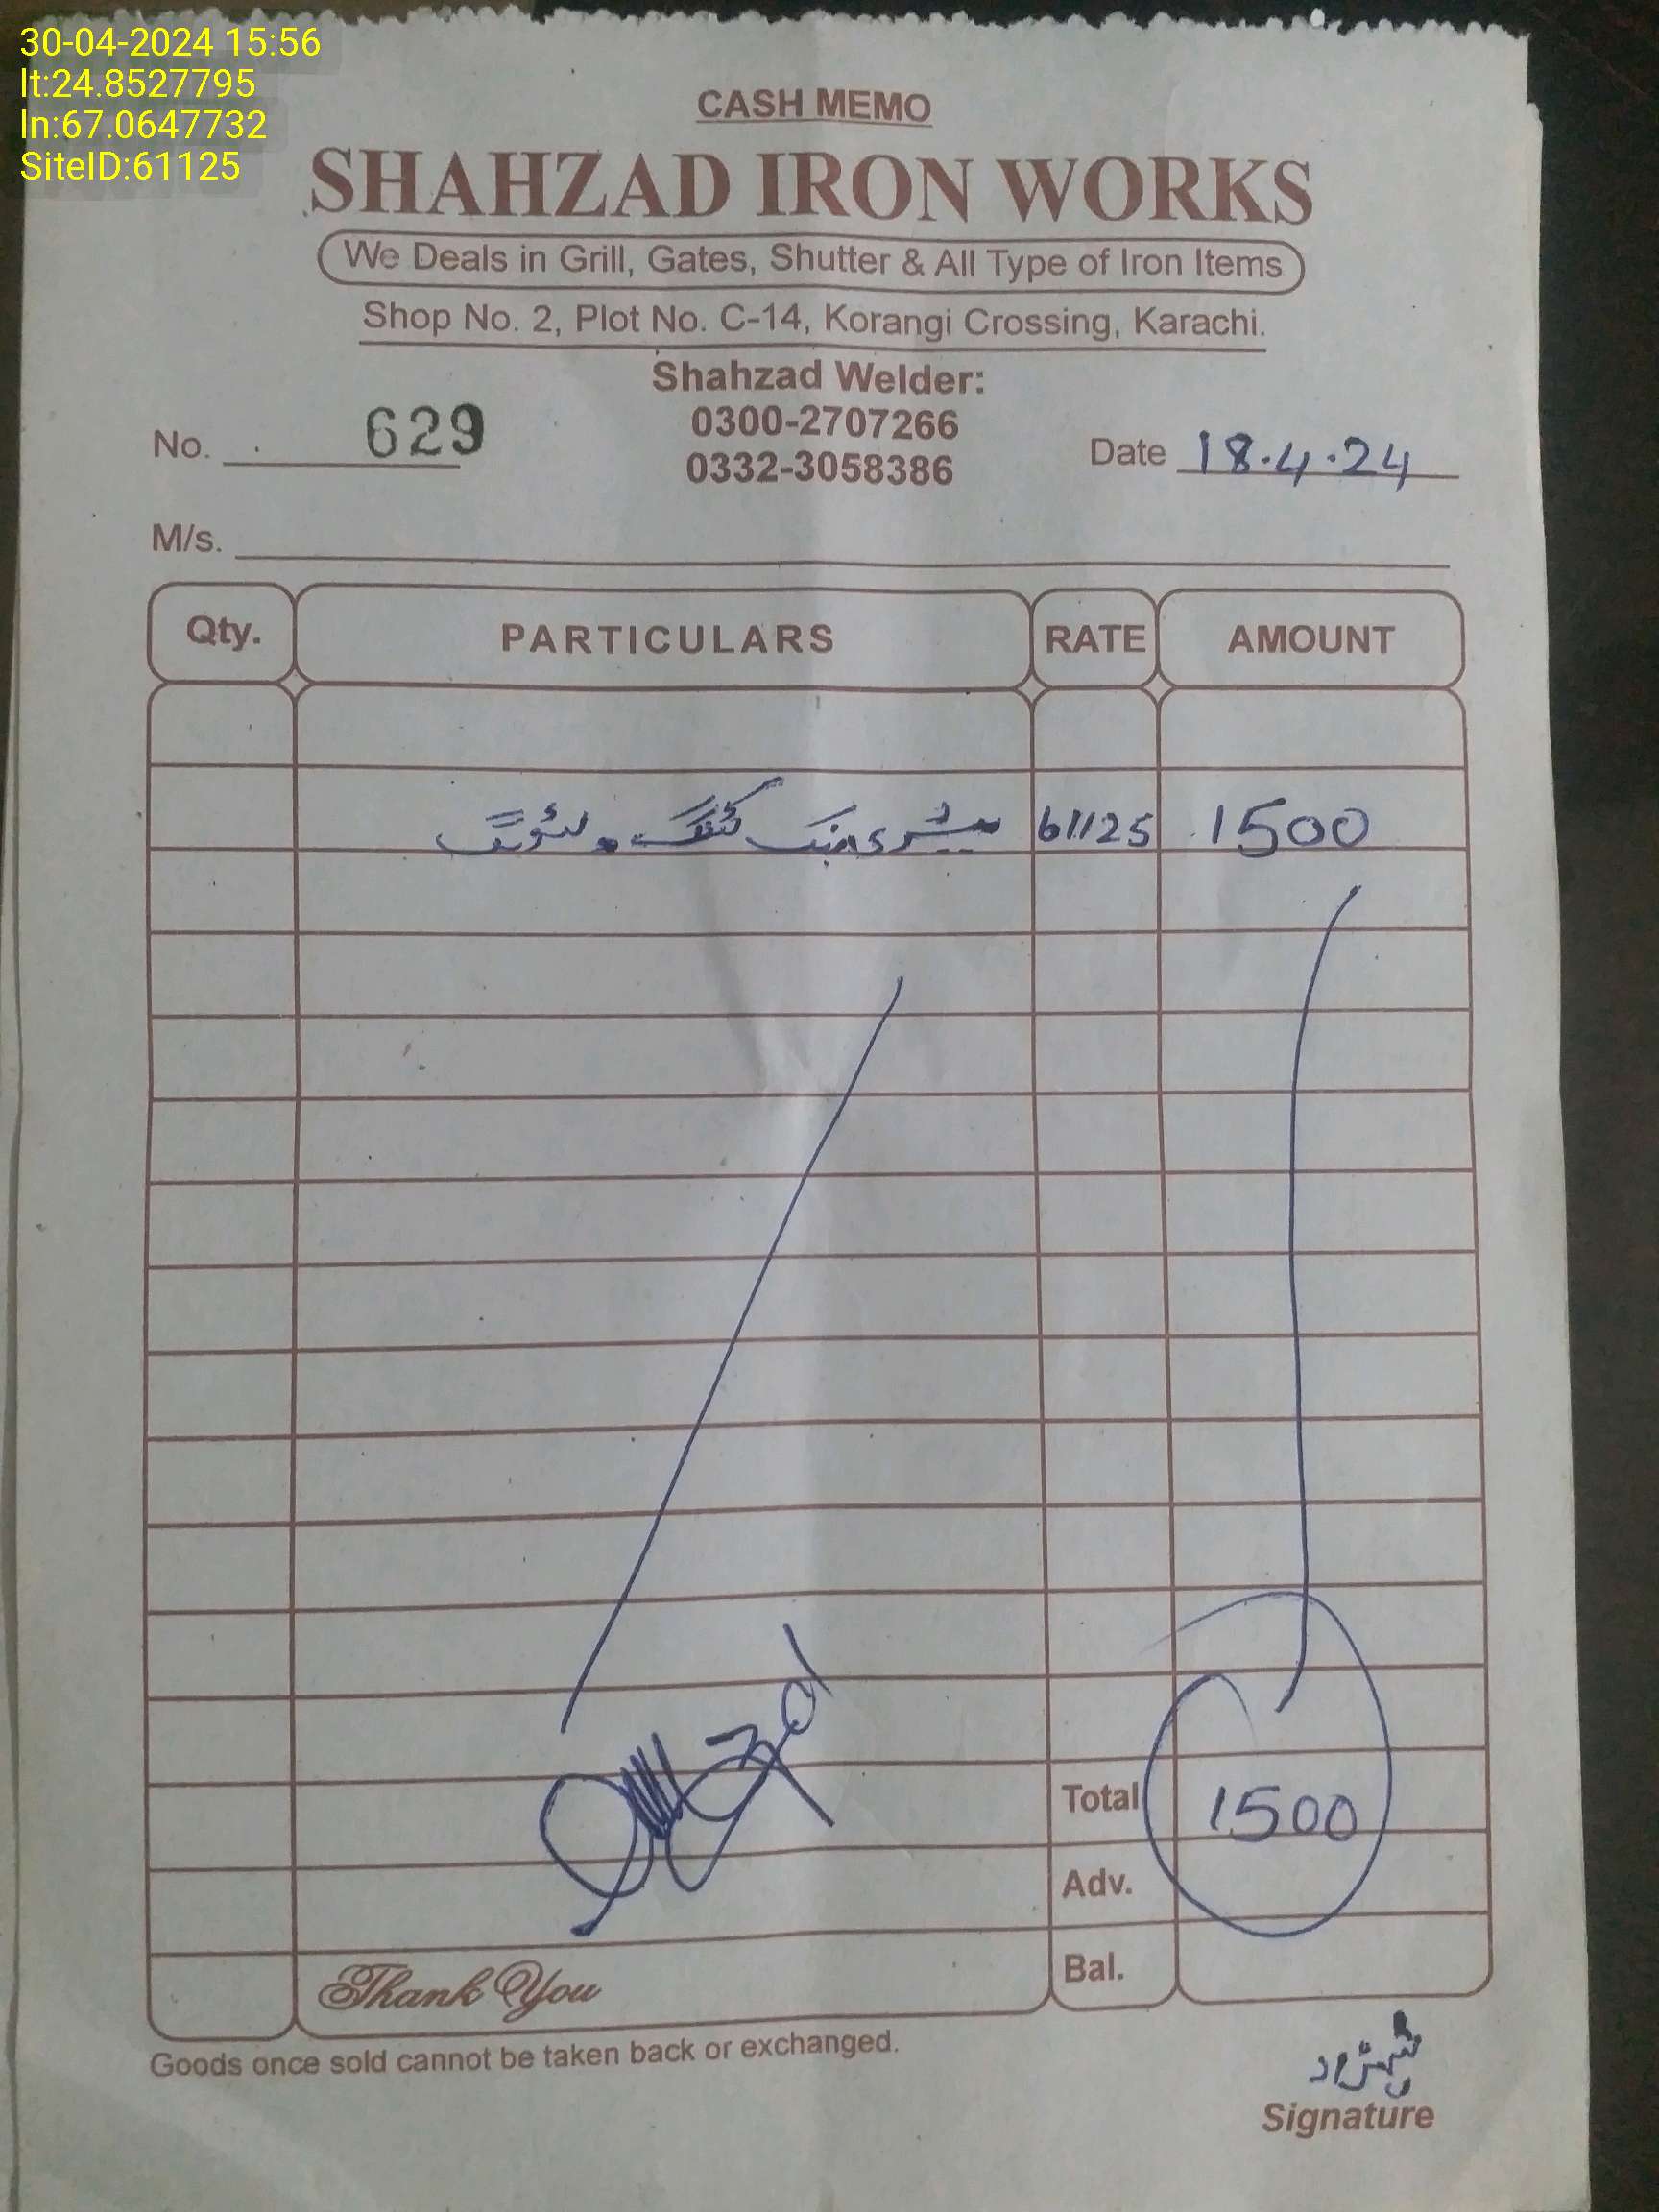 30-04-2024 15:56
lt:24.8527795
ln:67.0647732
SiteID:61125
CASH MEMO
SHAHZAD IRON WORKS
We Deals in Grill, Gates, Shutter & All Type of Iron Items
Shop No. 2, Plot No. C-14, Korangi Crossing, Karachi.
Shahzad Welder:
0300-2707266
0332-3058386
No. 629
Date 18.4.24
M/s.
Qty. PARTICULARS RATE AMOUNT
کٹنگ 61125 1500
Total 1500
Adv.
Bal.
Thank You
Goods once sold cannot be taken back or exchanged.
شہزاد
Signature